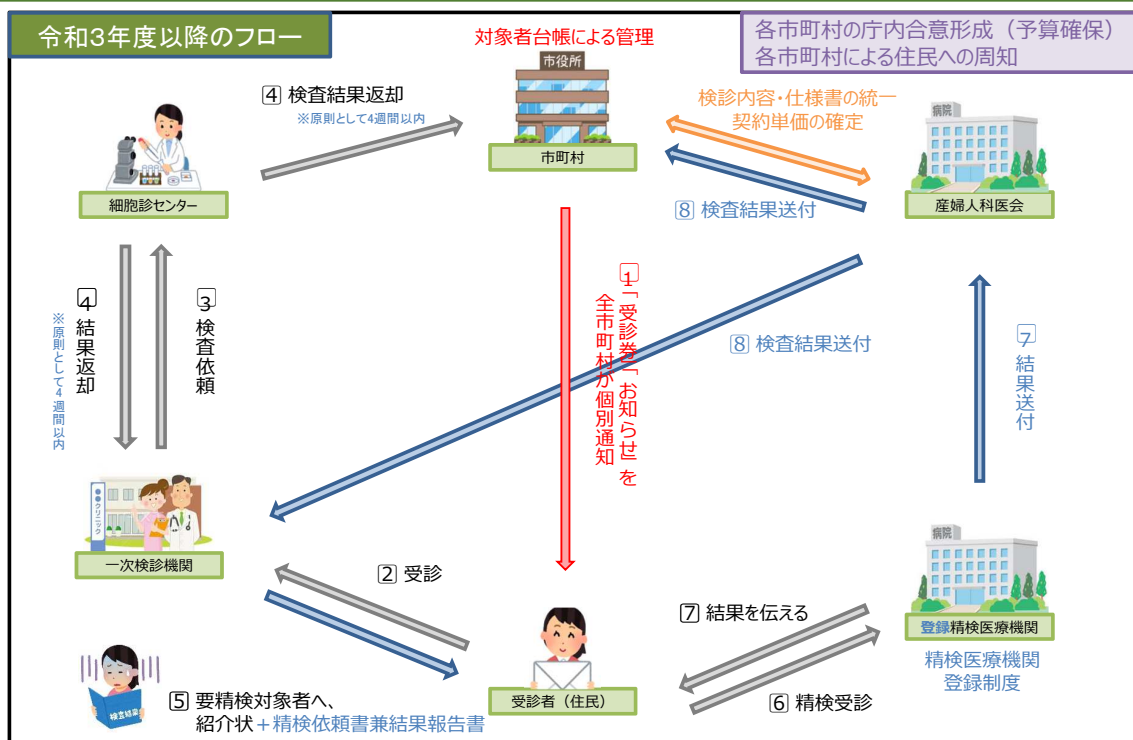 令和3年度以降のフロー
対象者台帳による管理
各市町村の庁内合意形成（予算確保）
各市町村による住民への周知
市役所
市町村
4 検査結果返却
※原則として4週間以内
細胞診センター
検診内容・仕様書の統一
契約単価の確定
病院
産婦人科医会
8 検査結果送付
4 結果返却
※原則として4週間以内
3 検査依頼
1「受診券」「お知らせ」を
全市町村が個別通知
8 検査結果送付
7 結果送付
●●クリニック
一次検診機関
2 受診
病院
登録精検医療機関
精検医療機関
登録制度
7 結果を伝える
6 精検受診
受診者（住民）
検査結果
5 要精検対象者へ、
紹介状＋精検依頼書兼結果報告書